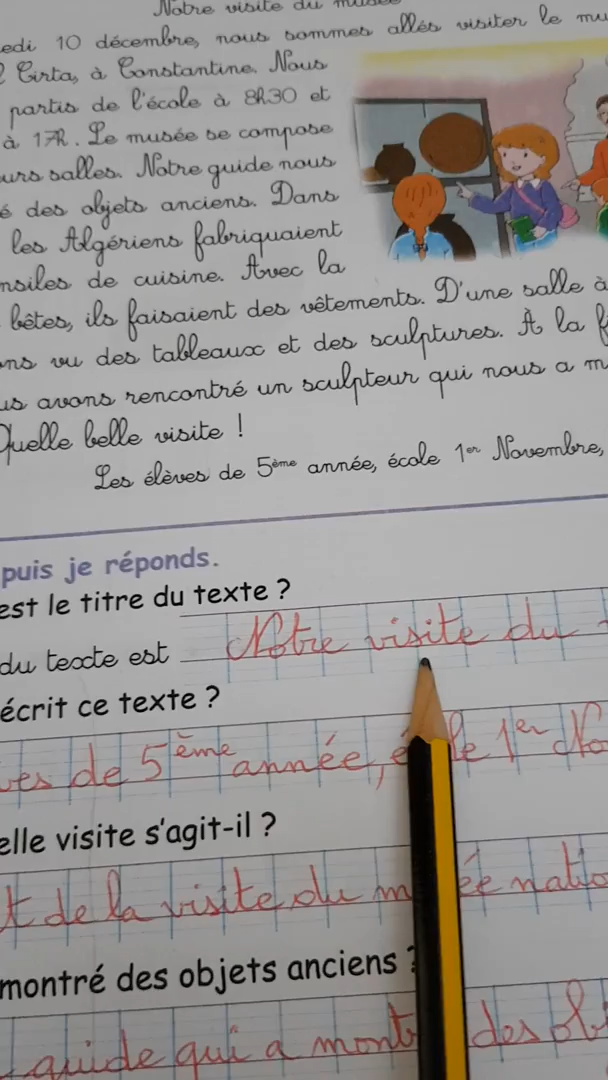 Notre visite du musée
edi 10 décembre, nous sommes allés visiter le mu
l Cirta, à Constantine. Nous
partis de l'école à 8h30 et
à 17h. Le musée se compose
urs salles. Notre guide nous
é des objets anciens. Dans
les Algériens fabriquaient
nsiles de cuisine. Avec la
bêtes, ils faisaient des vêtements. D'une salle à
ons vu des tableaux et des sculptures. À la f
us avons rencontré un sculpteur qui nous a m
Quelle belle visite !
Les élèves de 5ème année, école 1er Novembre,
puis je réponds.
est le titre du texte ?
du texte est Notre visite du
écrit ce texte ?
ves de 5ème année, é le 1er No
elle visite s'agit-il ?
t de la visite du m ée natio
montré des objets anciens ?
guide qui a mont des ob